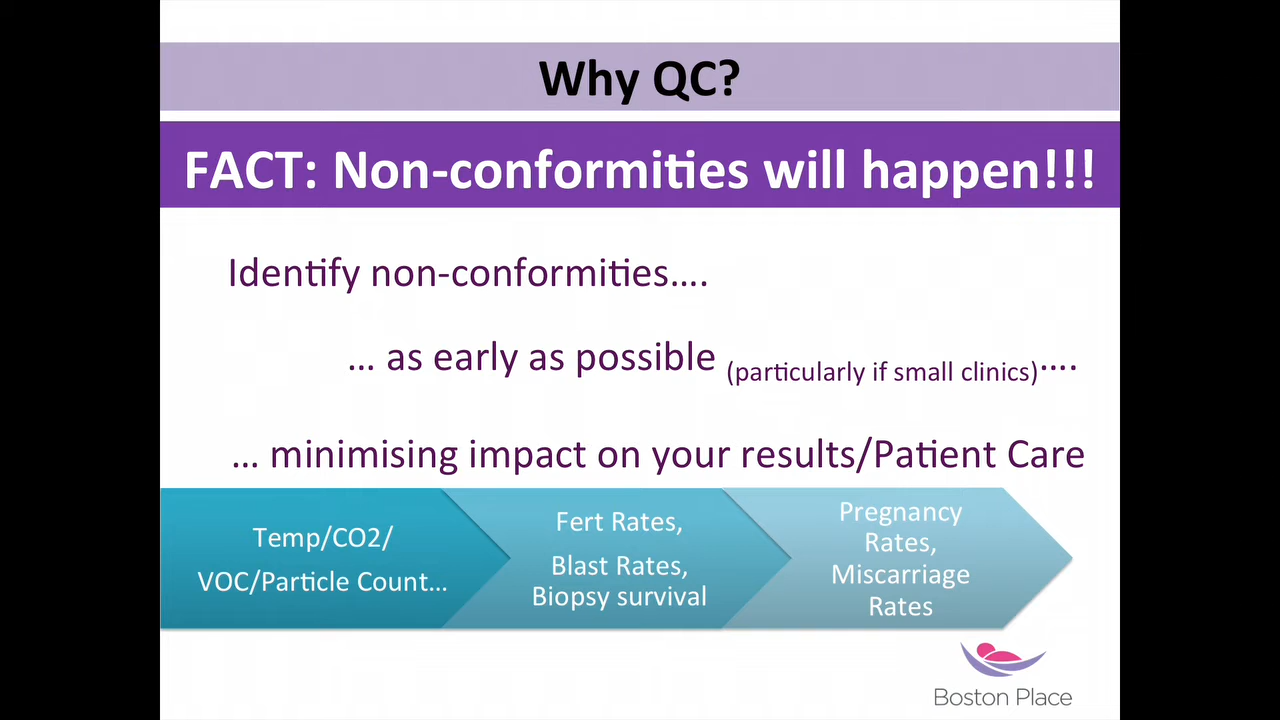 Why QC?
FACT: Non-conformities will happen!!!
Identify non-conformities….
… as early as possible (particularly if small clinics)….
… minimising impact on your results/Patient Care
Temp/CO2/
VOC/Particle Count…
Fert Rates,
Blast Rates,
Biopsy survival
Pregnancy
Rates,
Miscarriage
Rates
Boston Place